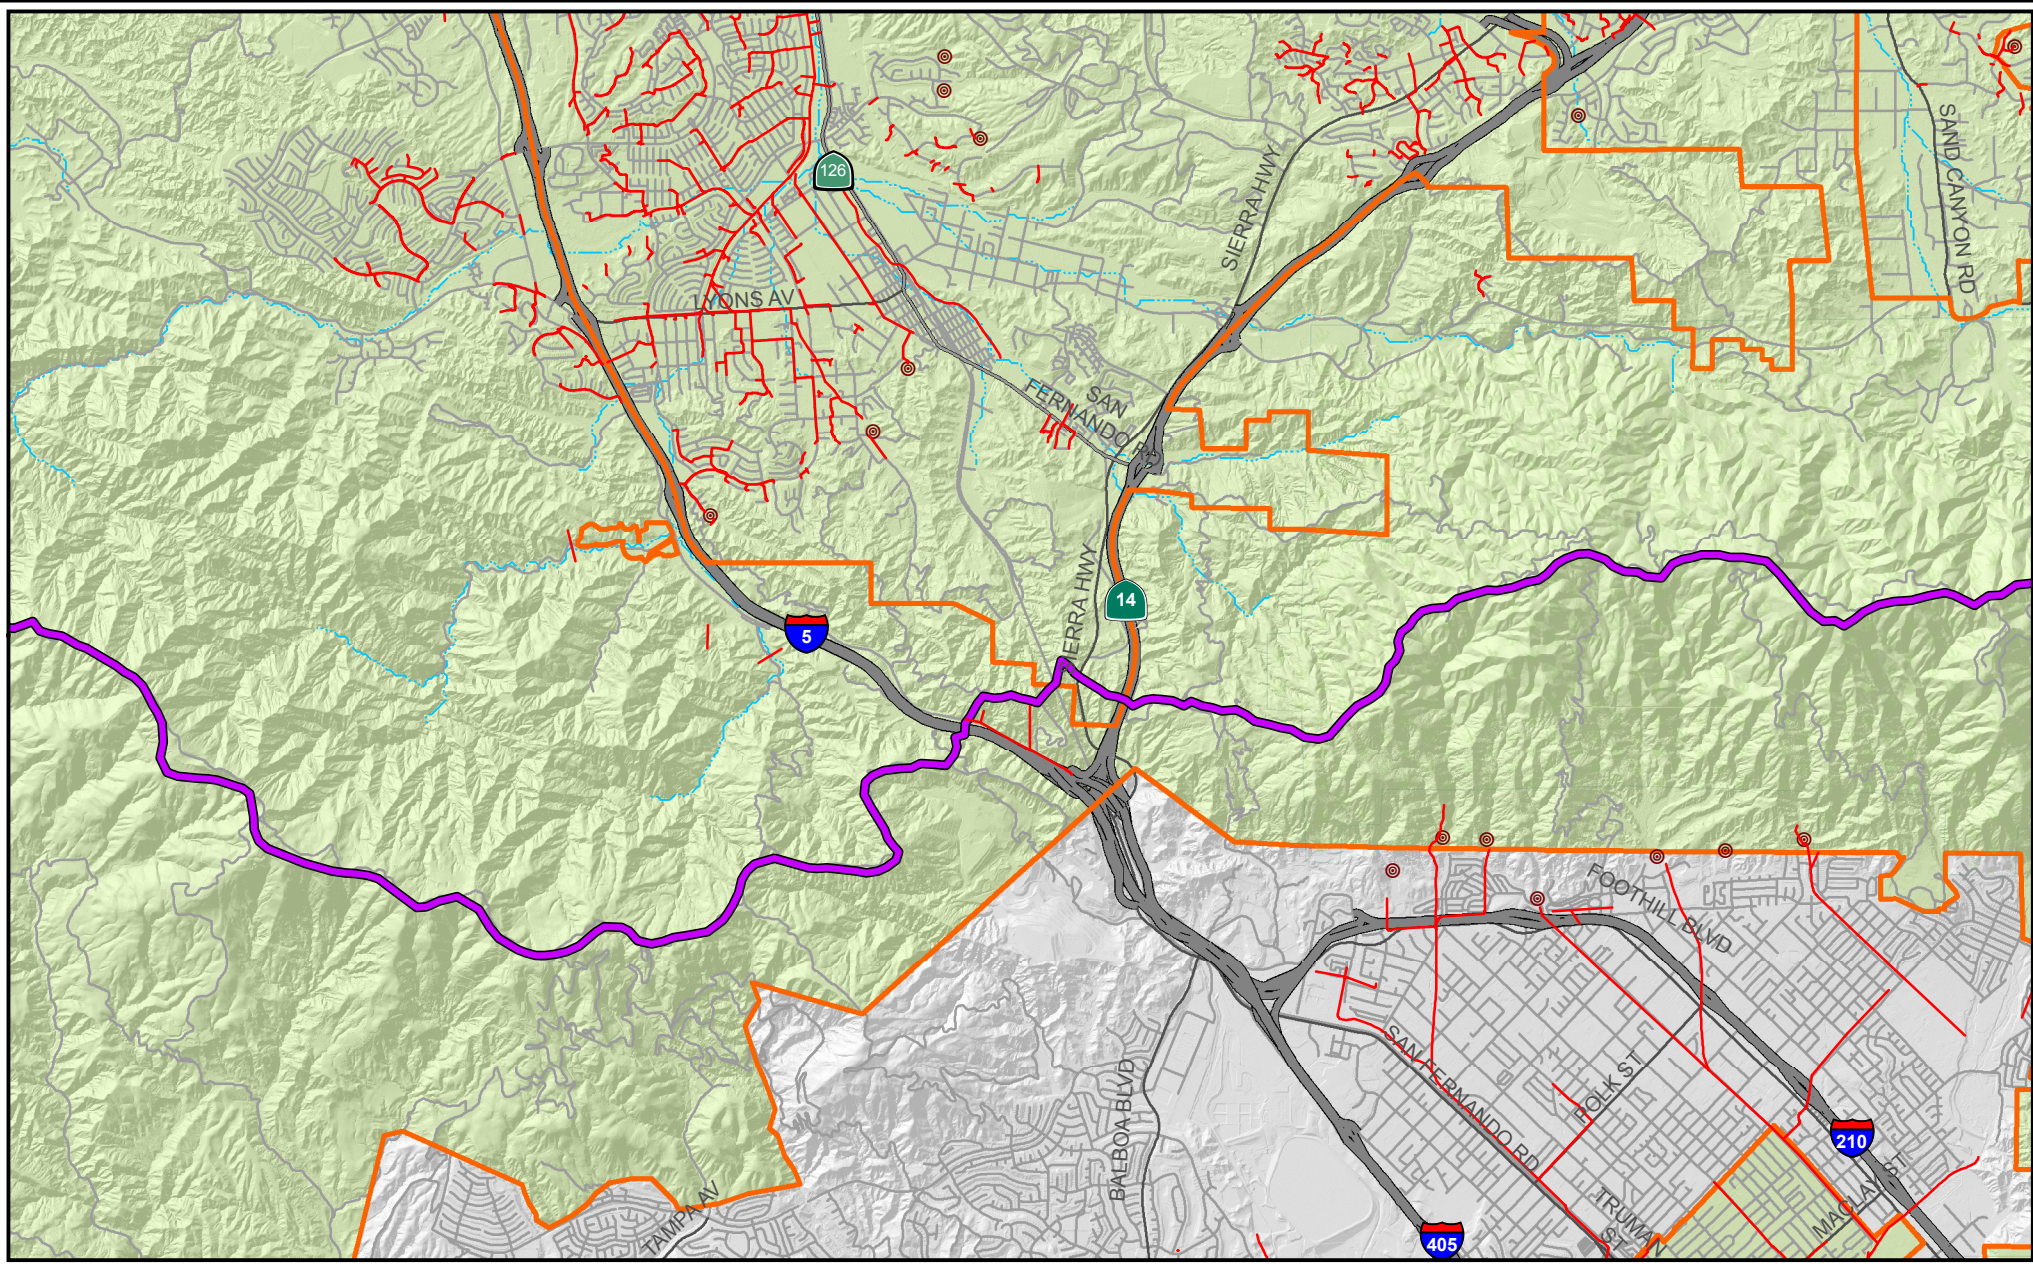 SAND CANYON RD
126
SIERRA HWY
LYONS AV
SAN
FERNANDO RD
14
SIERRA HWY
5
FOOTHILL BLVD
SAN FERNANDO RD
POLK ST
BALBOA BLVD
210
MACLAY ST
TRUMAN
ST
TAMPA AV
405